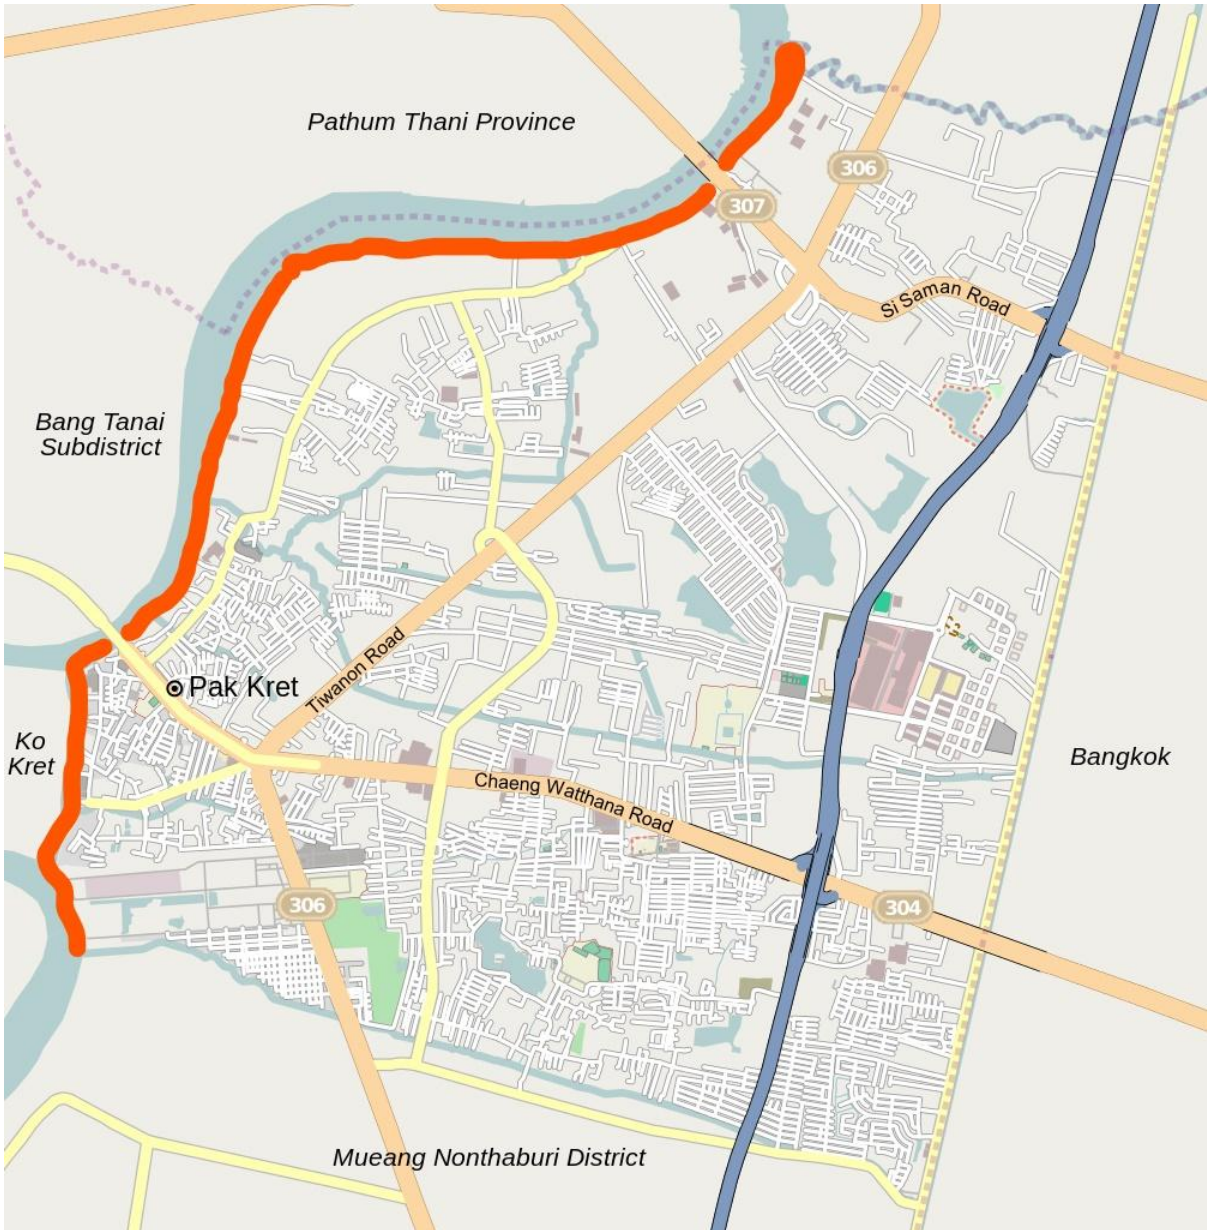 Pathum Thani Province
306
307
Si Saman Road
Bang Tanai
Subdistrict
Tiwanon Road
Pak Kret
Ko
Kret
Bangkok
Chaeng Watthana Road
306
304
Mueang Nonthaburi District